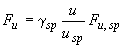 F_u = γ_sp u/u_sp F_u, sp